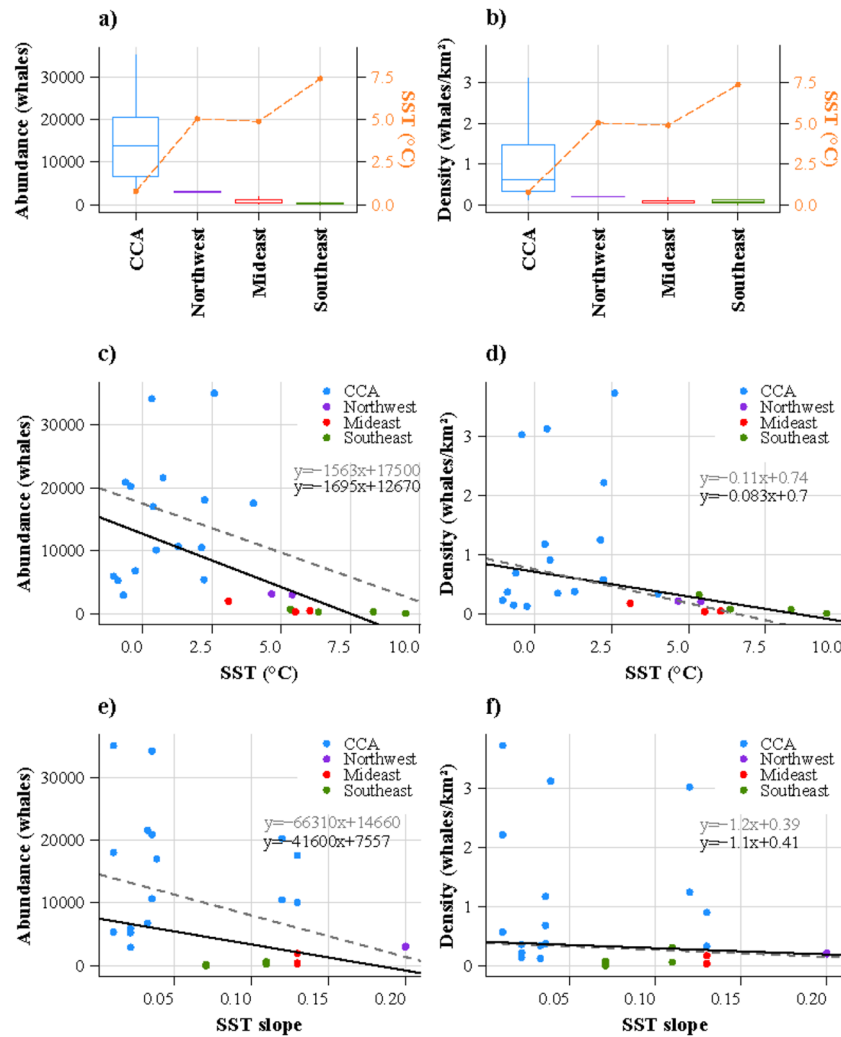 a)
Abundance (whales)
30000
20000
10000
0
7.5
5.0
2.5
0.0
SST (°C)
CCA
Northwest
Mideast
Southeast
b)
Density (whales/km²)
3
2
1
0
7.5
5.0
2.5
0.0
SST (°C)
CCA
Northwest
Mideast
Southeast
c)
Abundance (whales)
30000
20000
10000
0
CCA
Northwest
Mideast
Southeast
y=−1563x+17500
y=−1695x+12670
0.0 2.5 5.0 7.5 10.0
SST (°C)
d)
Density (whales/km²)
3
2
1
0
CCA
Northwest
Mideast
Southeast
y=−0.11x+0.74
y=−0.083x+0.7
0.0 2.5 5.0 7.5 10.0
SST (°C)
e)
Abundance (whales)
30000
20000
10000
0
CCA
Northwest
Mideast
Southeast
y=−66310x+14660
y=−41600x+7557
0.05 0.10 0.15 0.20
SST slope
f)
Density (whales/km²)
3
2
1
0
CCA
Northwest
Mideast
Southeast
y=−1.2x+0.39
y=−1.1x+0.41
0.05 0.10 0.15 0.20
SST slope